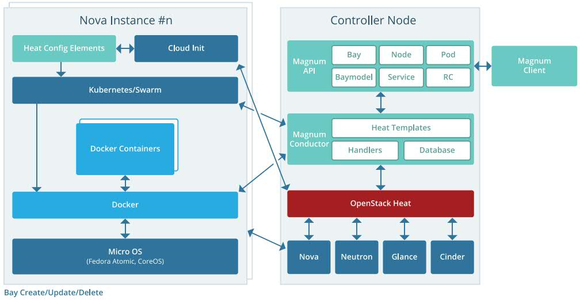 Nova Instance #n
Heat Config Elements
Cloud Init
Kubernetes/Swarm
Docker Containers
Docker
Micro OS
(Fedora Atomic, CoreOS)
Bay Create/Update/Delete
Controller Node
Magnum
API
Bay
Node
Pod
Baymodel
Service
RC
Magnum
Client
Magnum
Conductor
Heat Templates
Handlers
Database
OpenStack Heat
Nova
Neutron
Glance
Cinder